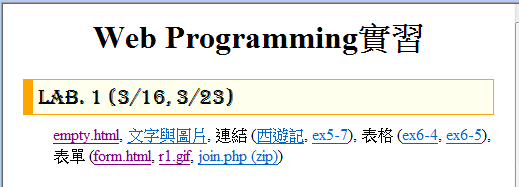 Web Programming實習
LAB. 1 (3/16, 3/23)
empty.html, 文字與圖片, 連結 (西遊記, ex5-7), 表格 (ex6-4, ex6-5),
表單 (form.html, r1.gif, join.php (zip))